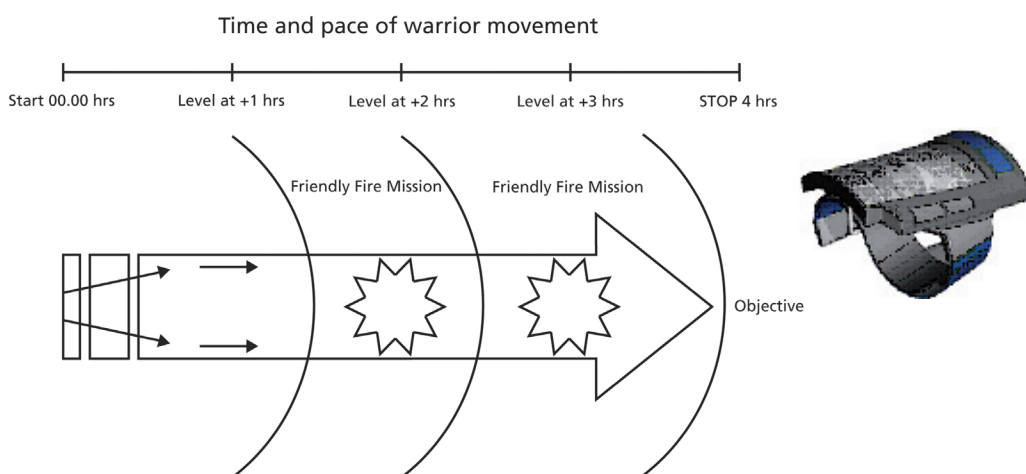 Time and pace of warrior movement
Start 00.00 hrs
Level at +1 hrs
Level at +2 hrs
Level at +3 hrs
STOP 4 hrs
Friendly Fire Mission
Friendly Fire Mission
Objective